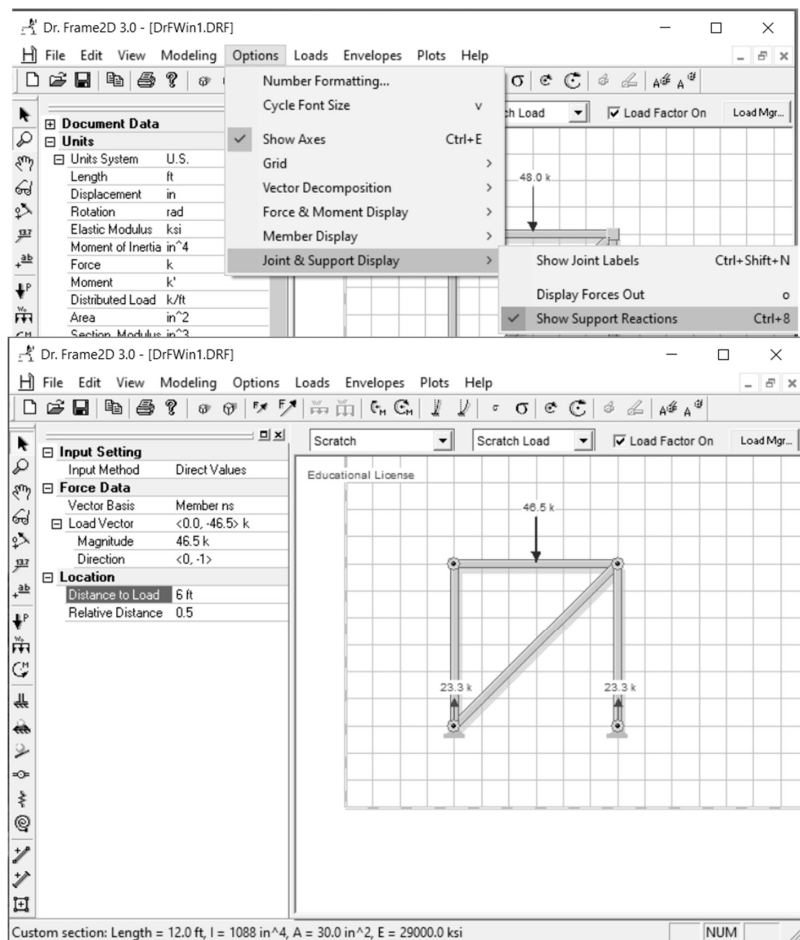 Dr. Frame2D 3.0 - [DrFWin1.DRF]
File Edit View Modeling Options Loads Envelopes Plots Help
Number Formatting...
Cycle Font Size v
Show Axes Ctrl+E
Grid
Vector Decomposition
Force & Moment Display
Member Display
Joint & Support Display
Show Joint Labels Ctrl+Shift+N
Display Forces Out o
Show Support Reactions Ctrl+8
ch Load Load Factor On Load Mgr...
Document Data
Units
Units System U.S.
Length ft
Displacement in
Rotation rad
Elastic Modulus ksi
Moment of Inertia in^4
Force k
Moment k'
Distributed Load k/ft
Area in^2
Section Modulus in^3
48.0 k
Dr. Frame2D 3.0 - [DrFWin1.DRF]
File Edit View Modeling Options Loads Envelopes Plots Help
Scratch Scratch Load Load Factor On Load Mgr...
Input Setting
Input Method Direct Values
Force Data
Vector Basis Member ns
Load Vector <0.0, -46.5> k
Magnitude 46.5 k
Direction <0, -1>
Location
Distance to Load 6 ft
Relative Distance 0.5
Educational License
46.5 k
23.3 k 23.3 k
Custom section: Length = 12.0 ft, I = 1088 in^4, A = 30.0 in^2, E = 29000.0 ksi NUM